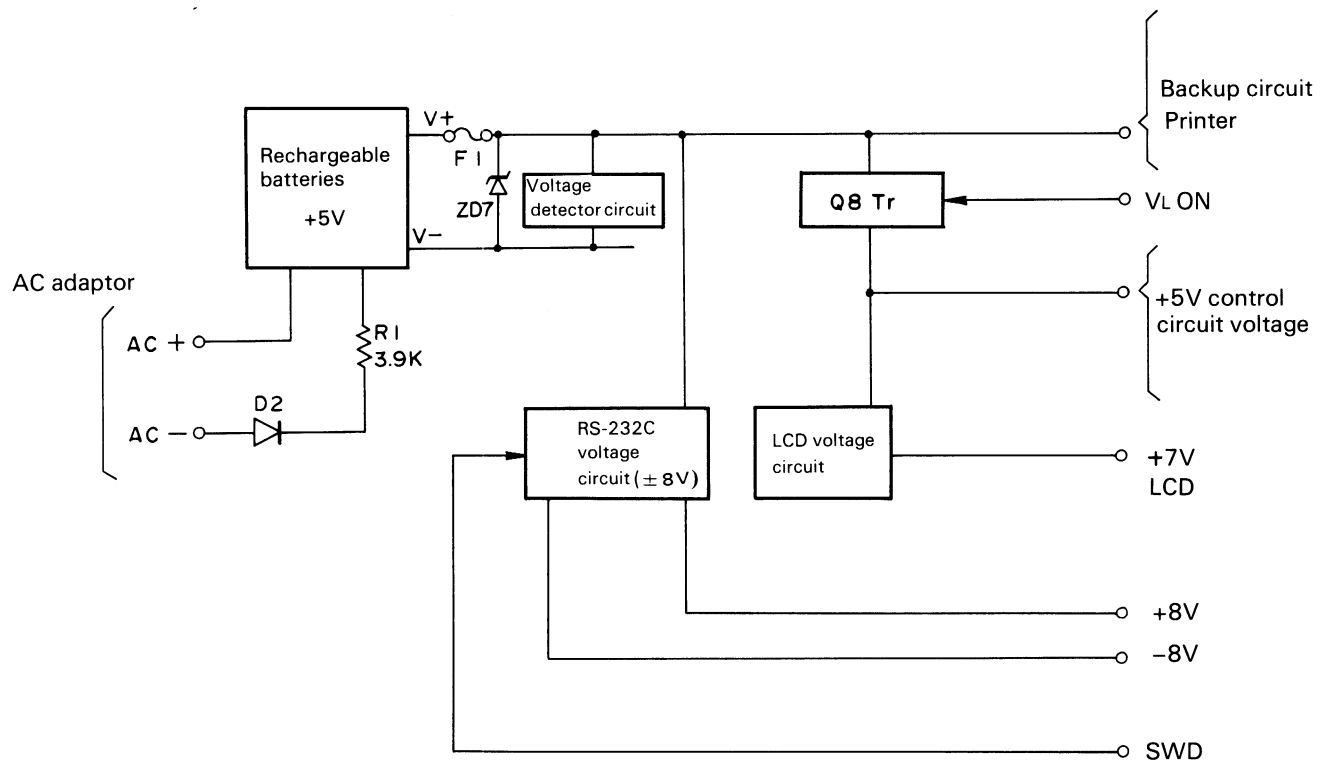 Backup circuit
Printer
V+
F1
Rechargeable
batteries
+5V
ZD7
Voltage
detector circuit
Q8 Tr
VL ON
V−
AC adaptor
+5V control
circuit voltage
AC +
R1
3.9K
D2
AC −
RS-232C
voltage
circuit (± 8V)
LCD voltage
circuit
+7V
LCD
+8V
−8V
SWD